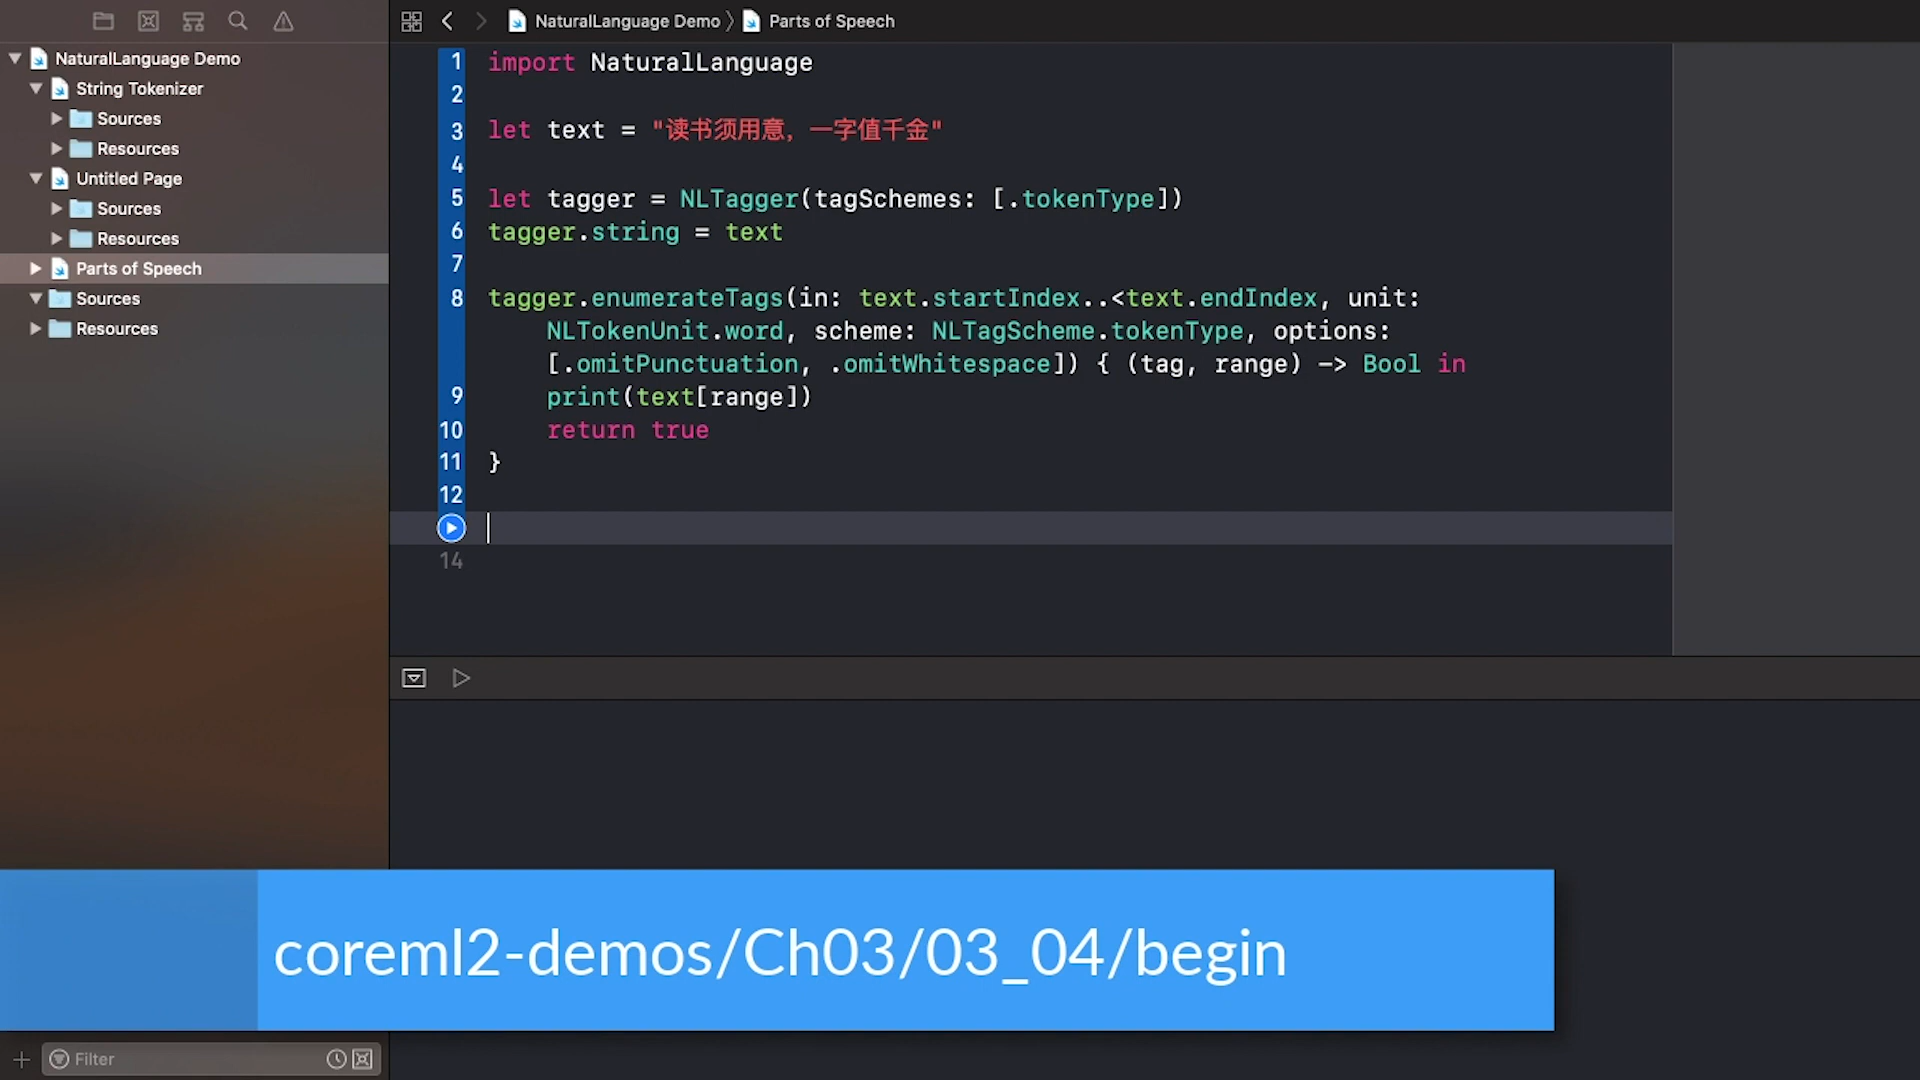 NaturalLanguage Demo 〉 Parts of Speech
NaturalLanguage Demo
String Tokenizer
Sources
Resources
Untitled Page
Sources
Resources
Parts of Speech
Sources
Resources
1 import NaturalLanguage
2
3 let text = "读书须用意，一字值千金"
4
5 let tagger = NLTagger(tagSchemes: [.tokenType])
6 tagger.string = text
7
8 tagger.enumerateTags(in: text.startIndex..<text.endIndex, unit:
NLTokenUnit.word, scheme: NLTagScheme.tokenType, options:
[.omitPunctuation, .omitWhitespace]) { (tag, range) -> Bool in
9 print(text[range])
10 return true
11 }
12
14
coreml2-demos/Ch03/03_04/begin
Filter